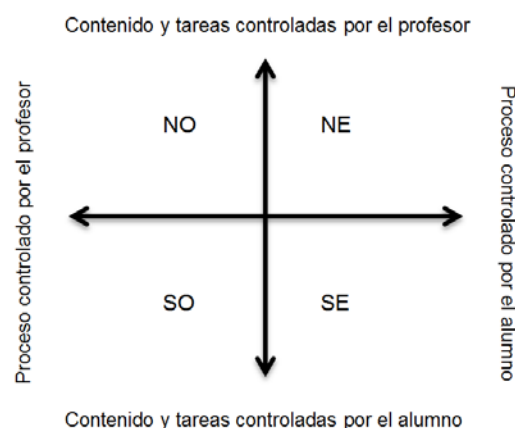 Contenido y tareas controladas por el profesor
Proceso controlado por el profesor
NO
NE
Proceso controlado por el alumno
SO
SE
Contenido y tareas controladas por el alumno